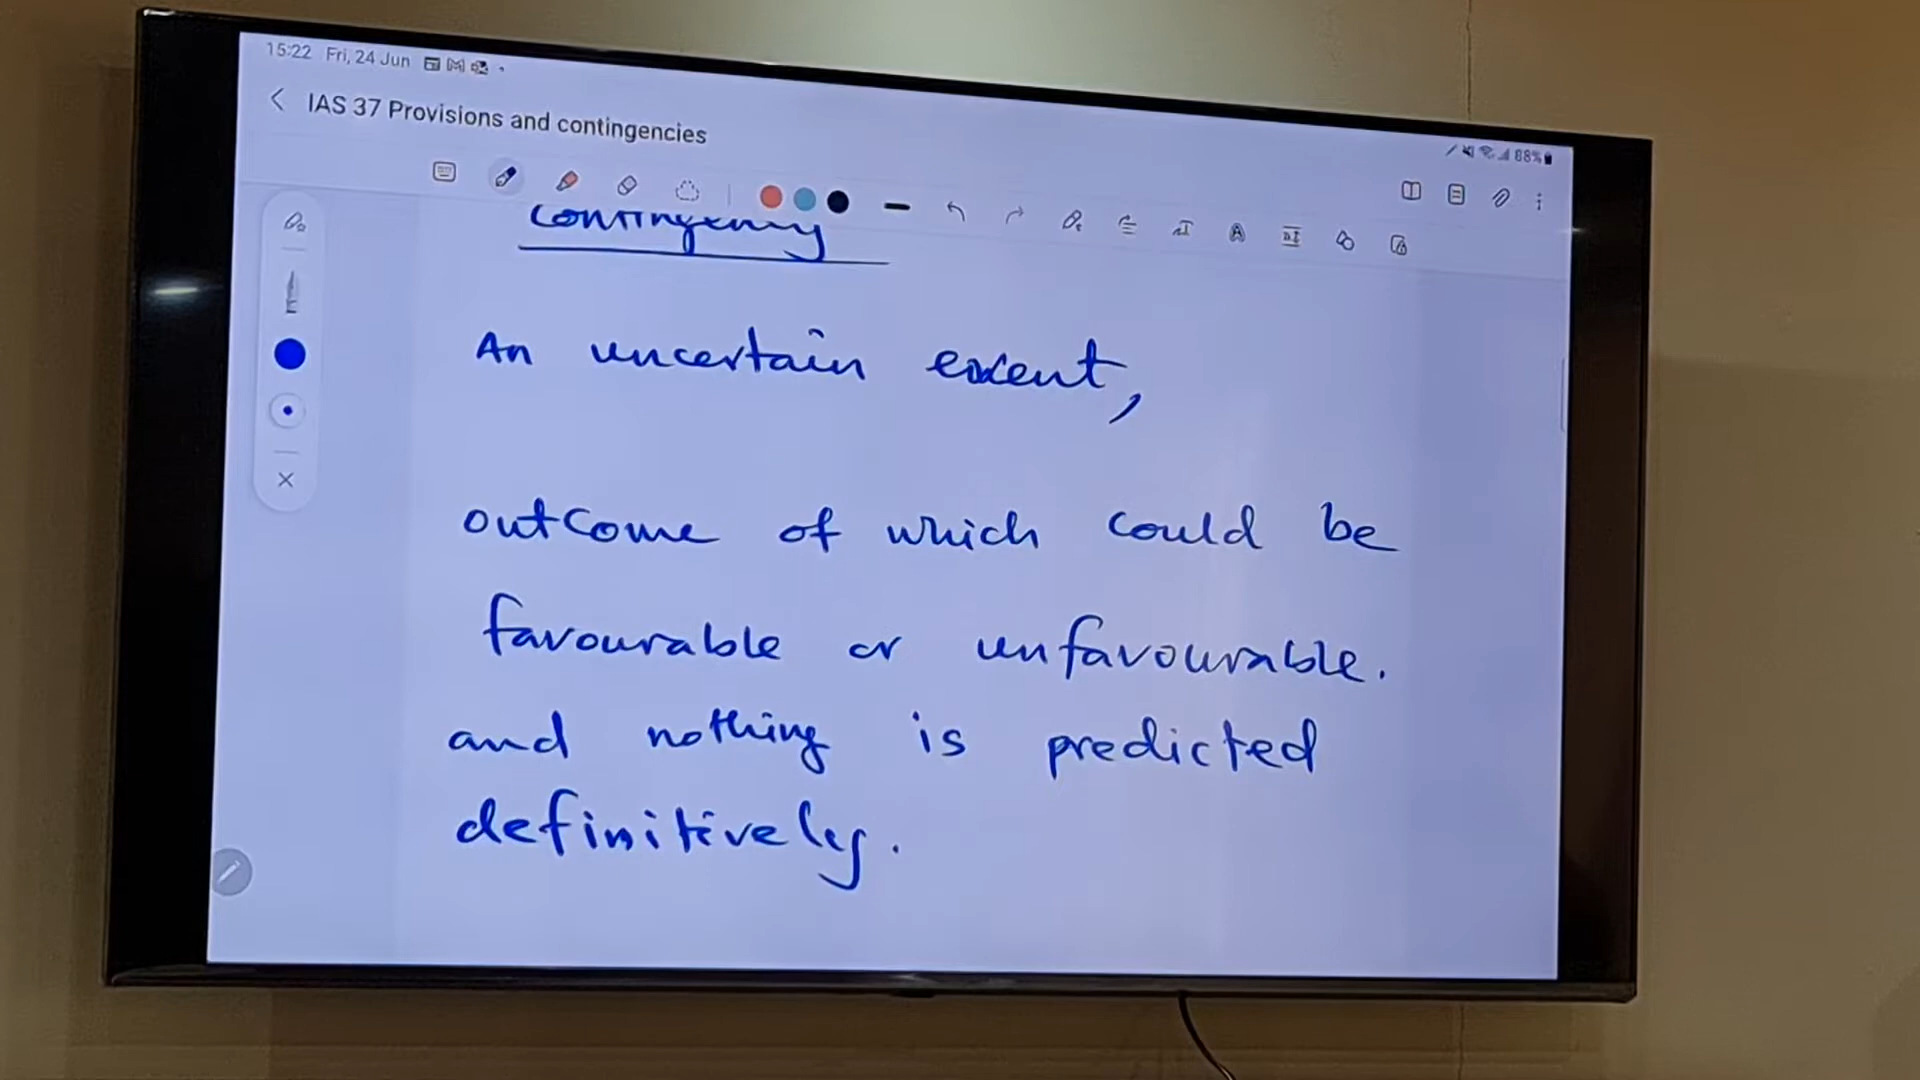 15:22 Fri, 24 Jun
88%
IAS 37 Provisions and contingencies
Contingency
An uncertain event,
outcome of which could be
favourable or unfavourable.
and nothing is predicted
definitively.